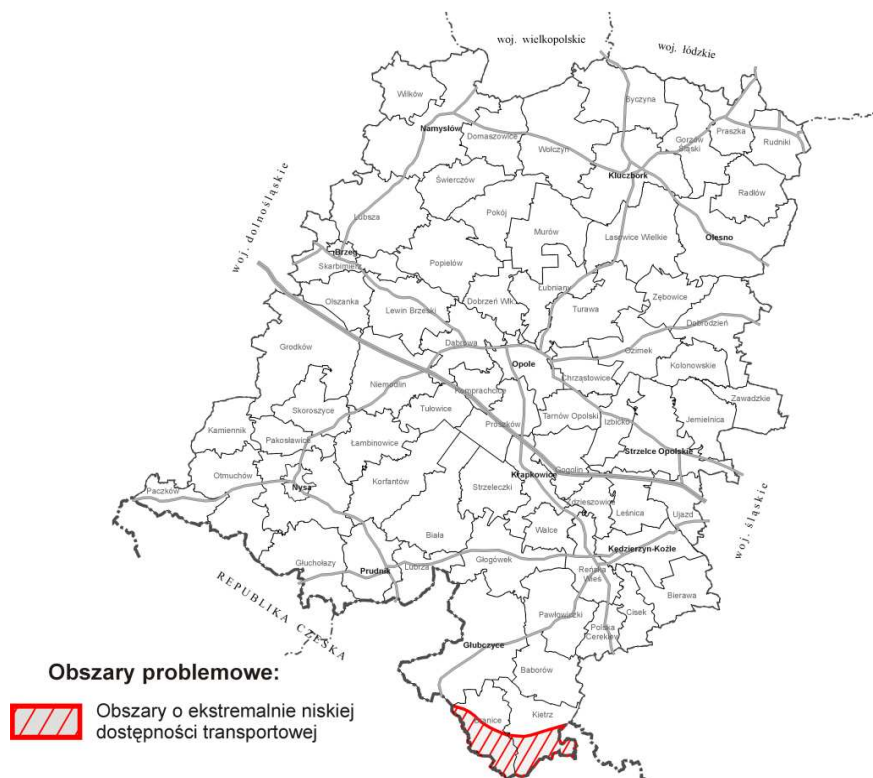 woj. wielkopolskie
woj. łódzkie
Wilków
Byczyna
Namysłów
Domaszowice
Wołczyn
Gorzów
Śląski
Praszka
Rudniki
Kluczbork
Świerczów
Radłów
woj. dolnośląskie
Lubsza
Pokój
Murów
Lasowice Wielkie
Olesno
Brzeg
Skarbimierz
Popielów
Olszanka
Lewin Brzeski
Dobrzeń Wlk.
Łubniany
Turawa
Zębowice
Dobrodzień
Grodków
Dąbrowa
Opole
Ozimek
Kolonowskie
Niemodlin
Komprachcice
Chrząstowice
Zawadzkie
Skoroszyce
Tułowice
Prószków
Tarnów Opolski
Izbicko
Jemielnica
Kamiennik
Pakosławice
Łambinowice
Strzelce Opolskie
Otmuchów
Paczków
Nysa
Korfantów
Strzeleczki
Krapkowice
Gogolin
Zdzieszowice
Leśnica
Ujazd
woj. śląskie
Biała
Walce
Głuchołazy
Prudnik
Lubrza
Głogówek
Kędzierzyn-Koźle
Reńska
Wieś
Bierawa
REPUBLIKA CZESKA
Pawłowiczki
Cisek
Polska
Cerekiew
Głubczyce
Baborów
Kietrz
Obszary problemowe:
Obszary o ekstremalnie niskiej
dostępności transportowej